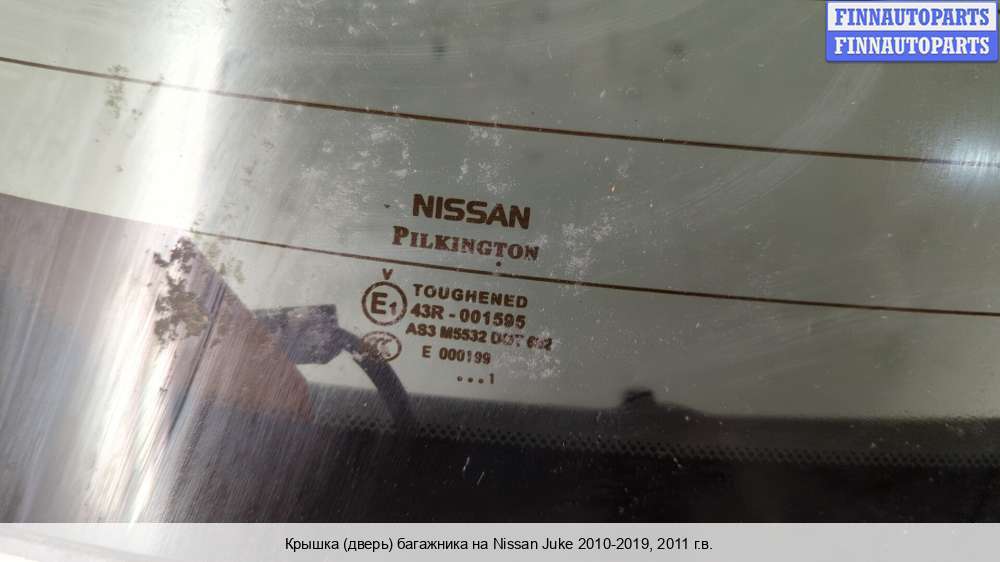 FINNAUTOPARTS
FINNAUTOPARTS
NISSAN
PILKINGTON
V
E1
TOUGHENED
43R - 001595
AS3 M5532 DOT
E 000199
...1
Крышка (дверь) багажника на Nissan Juke 2010-2019, 2011 г.в.